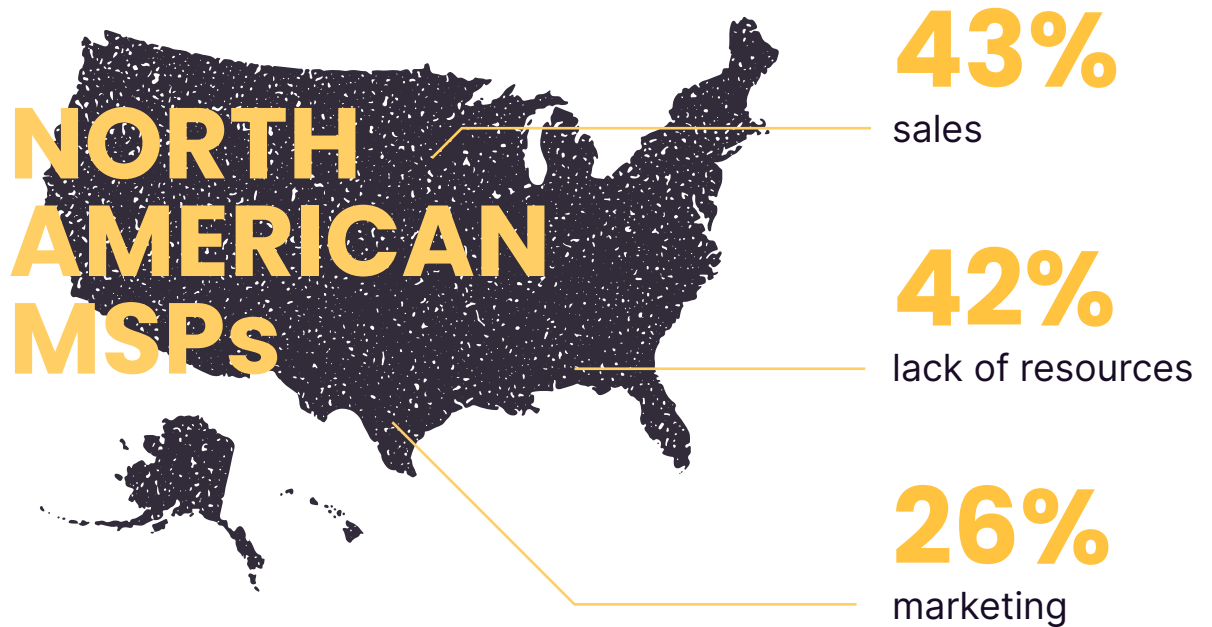 NORTH
AMERICAN
MSPs
43%
sales
42%
lack of resources
26%
marketing